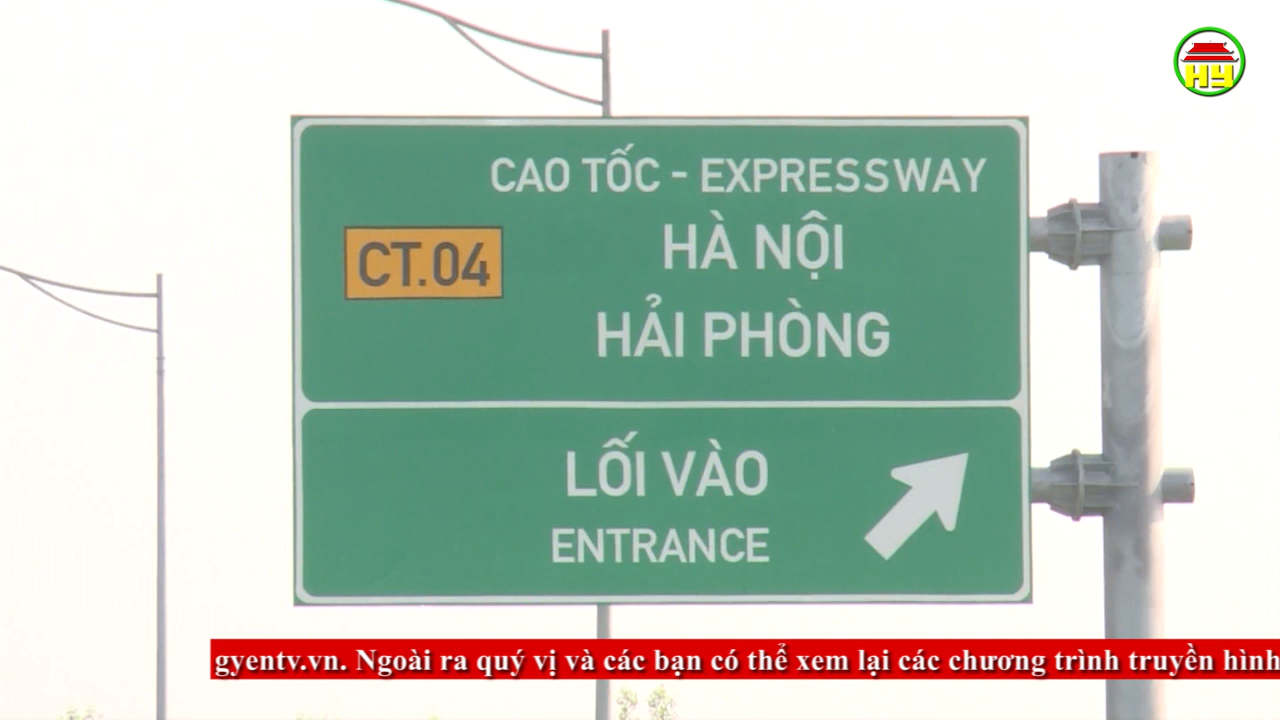 HY
CAO TỐC - EXPRESSWAY
CT.04
HÀ NỘI
HẢI PHÒNG
LỐI VÀO
ENTRANCE
gyentv.vn. Ngoài ra quý vị và các bạn có thể xem lại các chương trình truyền hình